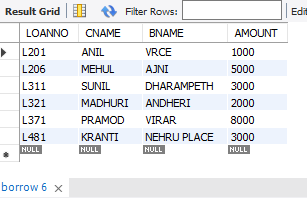 Result Grid Filter Rows: Edi
LOANNO CNAME BNAME AMOUNT
L201 ANIL VRCE 1000
L206 MEHUL AJNI 5000
L311 SUNIL DHARAMPETH 3000
L321 MADHURI ANDHERI 2000
L371 PRAMOD VIRAR 8000
L481 KRANTI NEHRU PLACE 3000
NULL NULL NULL NULL
borrow 6